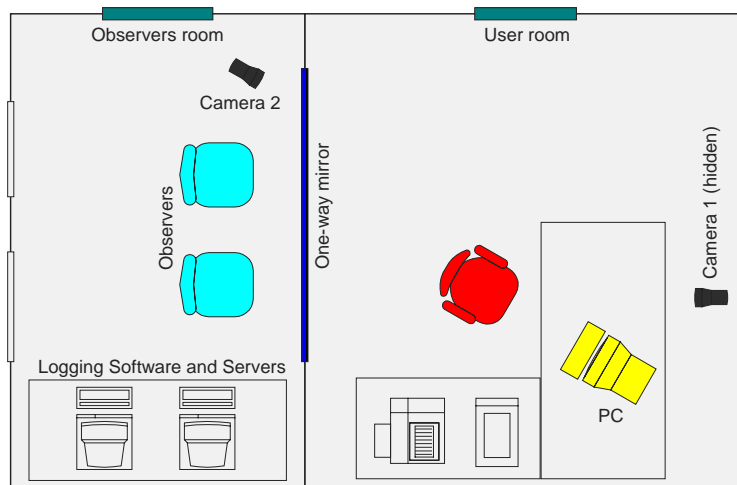 Observers room
User room
Camera 2
Observers
One-way mirror
Camera 1 (hidden)
Logging Software and Servers
PC